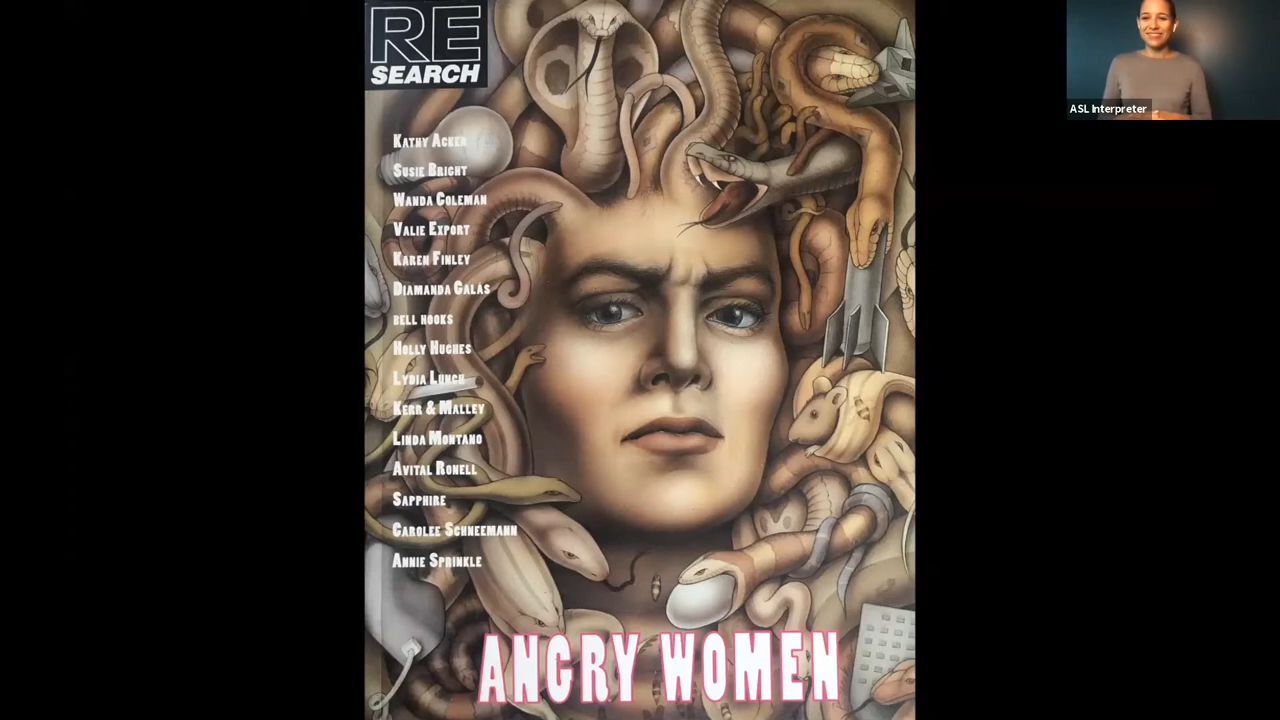 RE
SEARCH
KATHY ACKER
SUSIE BRIGHT
WANDA COLEMAN
VALIE EXPORT
KAREN FINLEY
DIAMANDA GALÁS
BELL HOOKS
HOLLY HUGHES
LYDIA LUNCH
KERR & MALLEY
LINDA MONTANO
AVITAL RONELL
SAPPHIRE
CAROLEE SCHNEEMANN
ANNIE SPRINKLE
ANGRY WOMEN
ASL Interpreter